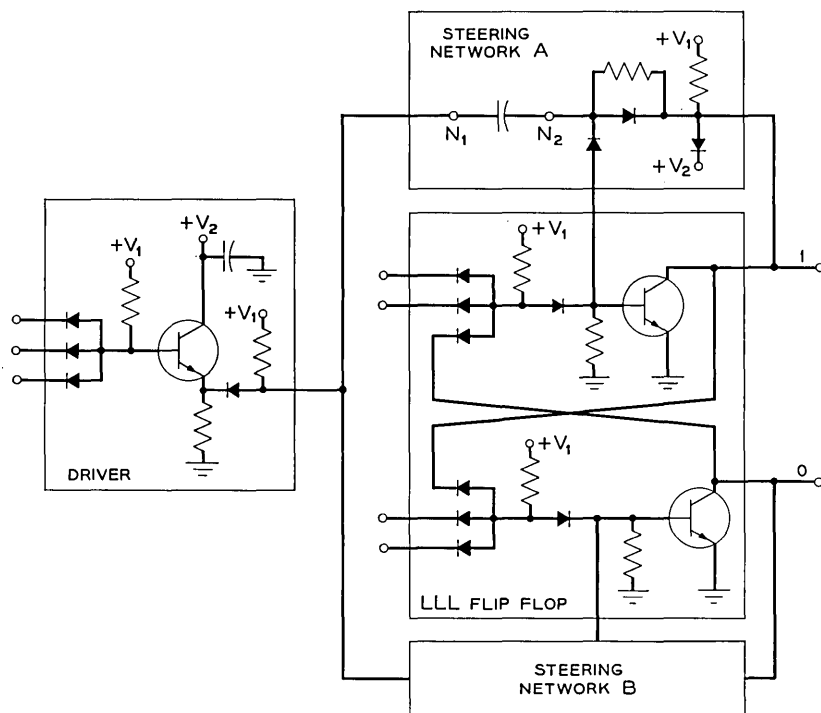 STEERING
NETWORK A
+V₁
N₁
N₂
+V₂
+V₂
+V₁
+V₁
DRIVER
+V₁
1
+V₁
0
LLL FLIP FLOP
STEERING
NETWORK B